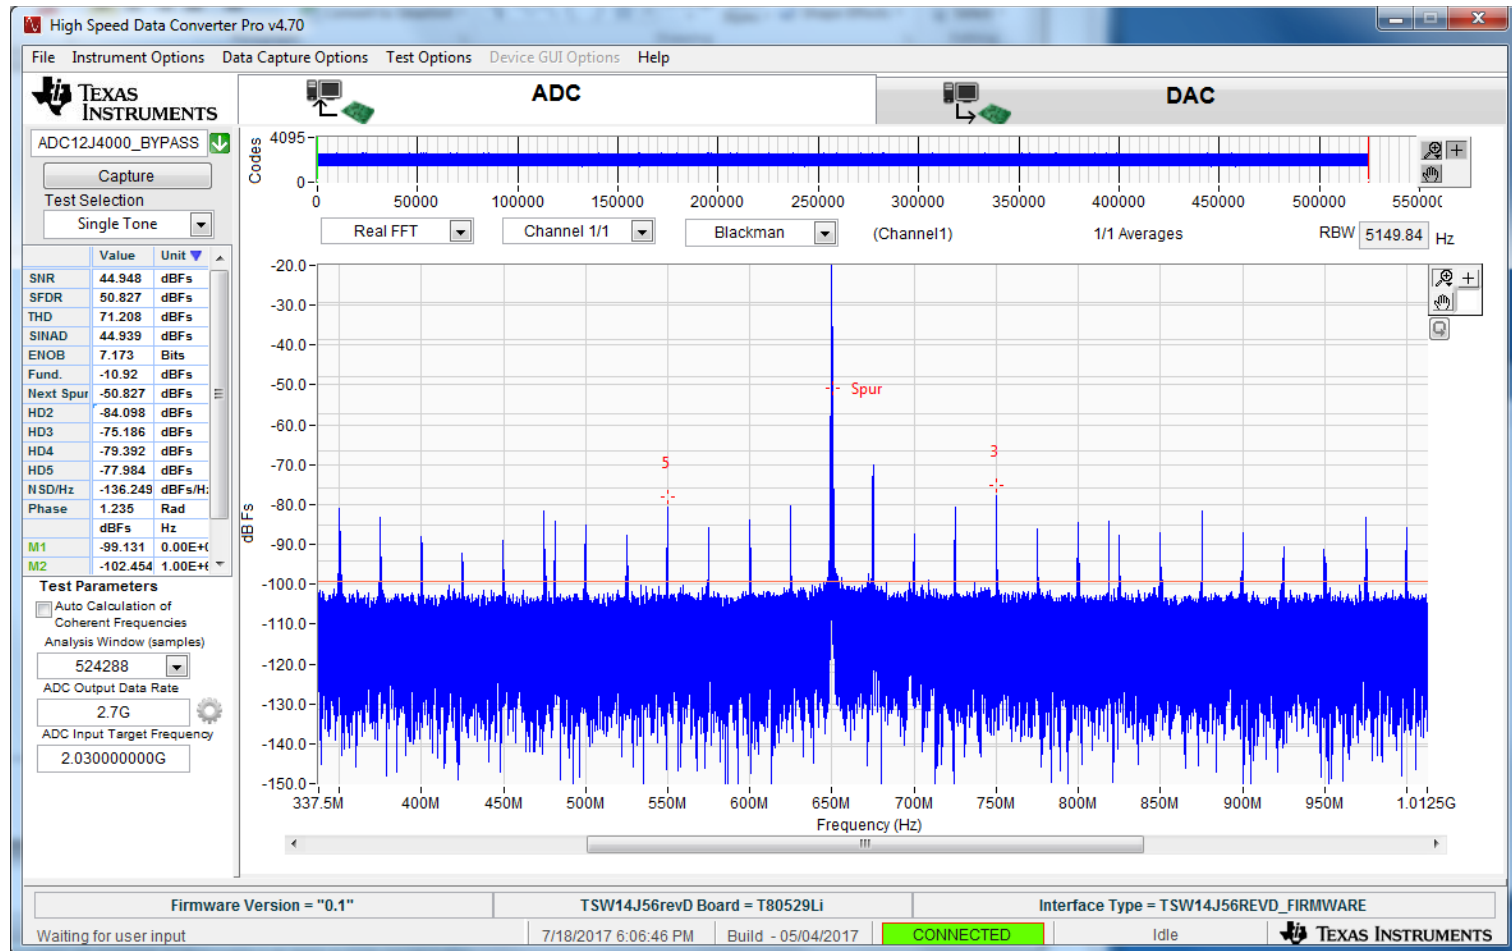 High Speed Data Converter Pro v4.70
File Instrument Options Data Capture Options Test Options Device GUI Options Help
TEXAS INSTRUMENTS
ADC
DAC
ADC12J4000_BYPASS
Capture
Test Selection
Single Tone
Value Unit
SNR 44.948 dBFs
SFDR 50.827 dBFs
THD 71.208 dBFs
SINAD 44.939 dBFs
ENOB 7.173 Bits
Fund. -10.92 dBFs
Next Spur -50.827 dBFs
HD2 -84.098 dBFs
HD3 -75.186 dBFs
HD4 -79.392 dBFs
HD5 -77.984 dBFs
NSD/Hz -136.249 dBFs/H
Phase 1.235 Rad
dBFs Hz
M1 -99.131 0.00E+
M2 -102.454 1.00E+
Test Parameters
Auto Calculation of
Coherent Frequencies
Analysis Window (samples)
524288
ADC Output Data Rate
2.7G
ADC Input Target Frequency
2.030000000G
Codes
4095
0
0 50000 100000 150000 200000 250000 300000 350000 400000 450000 500000 55000
Real FFT Channel 1/1 Blackman (Channel1) 1/1 Averages RBW 5149.84 Hz
dBFs
-20.0
-30.0
-40.0
-50.0
-60.0
-70.0
-80.0
-90.0
-100.0
-110.0
-120.0
-130.0
-140.0
-150.0
Spur
5
3
337.5M 400M 450M 500M 550M 600M 650M 700M 750M 800M 850M 900M 950M 1.0125G
Frequency (Hz)
Firmware Version = "0.1" TSW14J56revD Board = T80529Li Interface Type = TSW14J56REVD_FIRMWARE
Waiting for user input 7/18/2017 6:06:46 PM Build - 05/04/2017 CONNECTED Idle TEXAS INSTRUMENTS